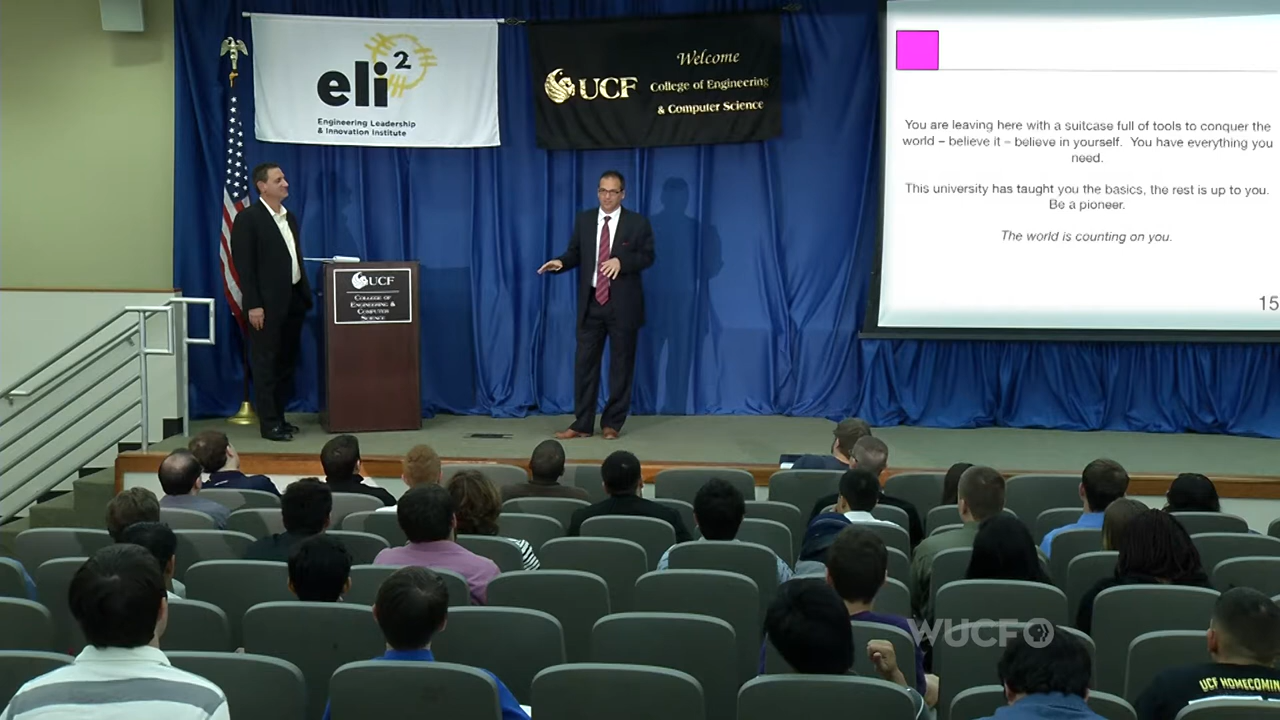 eli²
Engineering Leadership
& Innovation Institute
Welcome
UCF
College of Engineering
& Computer Science
You are leaving here with a suitcase full of tools to conquer the
world – believe it – believe in yourself. You have everything you
need.
This university has taught you the basics, the rest is up to you.
Be a pioneer.
The world is counting on you.
15
UCF
College of
Engineering &
Computer
Science
WUCF
UCF HOMECOMIN